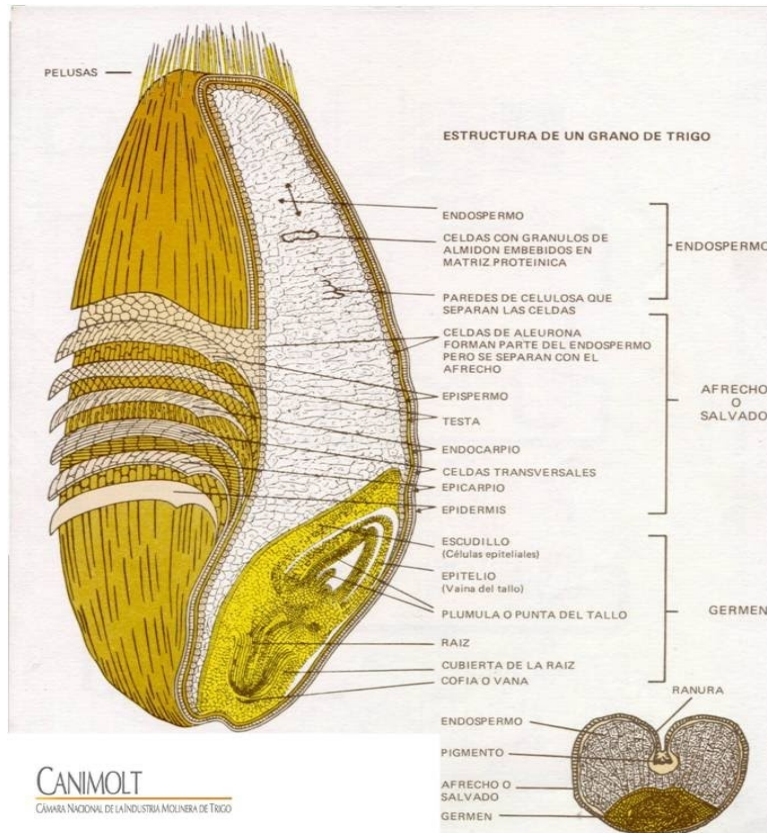 PELUSAS
ESTRUCTURA DE UN GRANO DE TRIGO
ENDOSPERMO
CELDAS CON GRANULOS DE
ALMIDON EMBEBIDOS EN
MATRIZ PROTEINICA
PAREDES DE CELULOSA QUE
SEPARAN LAS CELDAS
ENDOSPERMO
CELDAS DE ALEURONA
FORMAN PARTE DEL ENDOSPERMO
PERO SE SEPARAN CON EL
AFRECHO
EPISPERMO
TESTA
ENDOCARPIO
CELDAS TRANSVERSALES
EPICARPIO
EPIDERMIS
AFRECHO
O
SALVADO
ESCUDILLO
(Células epiteliales)
EPITELIO
(Vaina del tallo)
PLUMULA O PUNTA DEL TALLO
RAIZ
CUBIERTA DE LA RAIZ
COFIA O VANA
GERMEN
RANURA
ENDOSPERMO
PIGMENTO
AFRECHO O
SALVADO
GERMEN
CANIMOLT
CÁMARA NACIONAL DE LA INDUSTRIA MOLINERA DE TRIGO